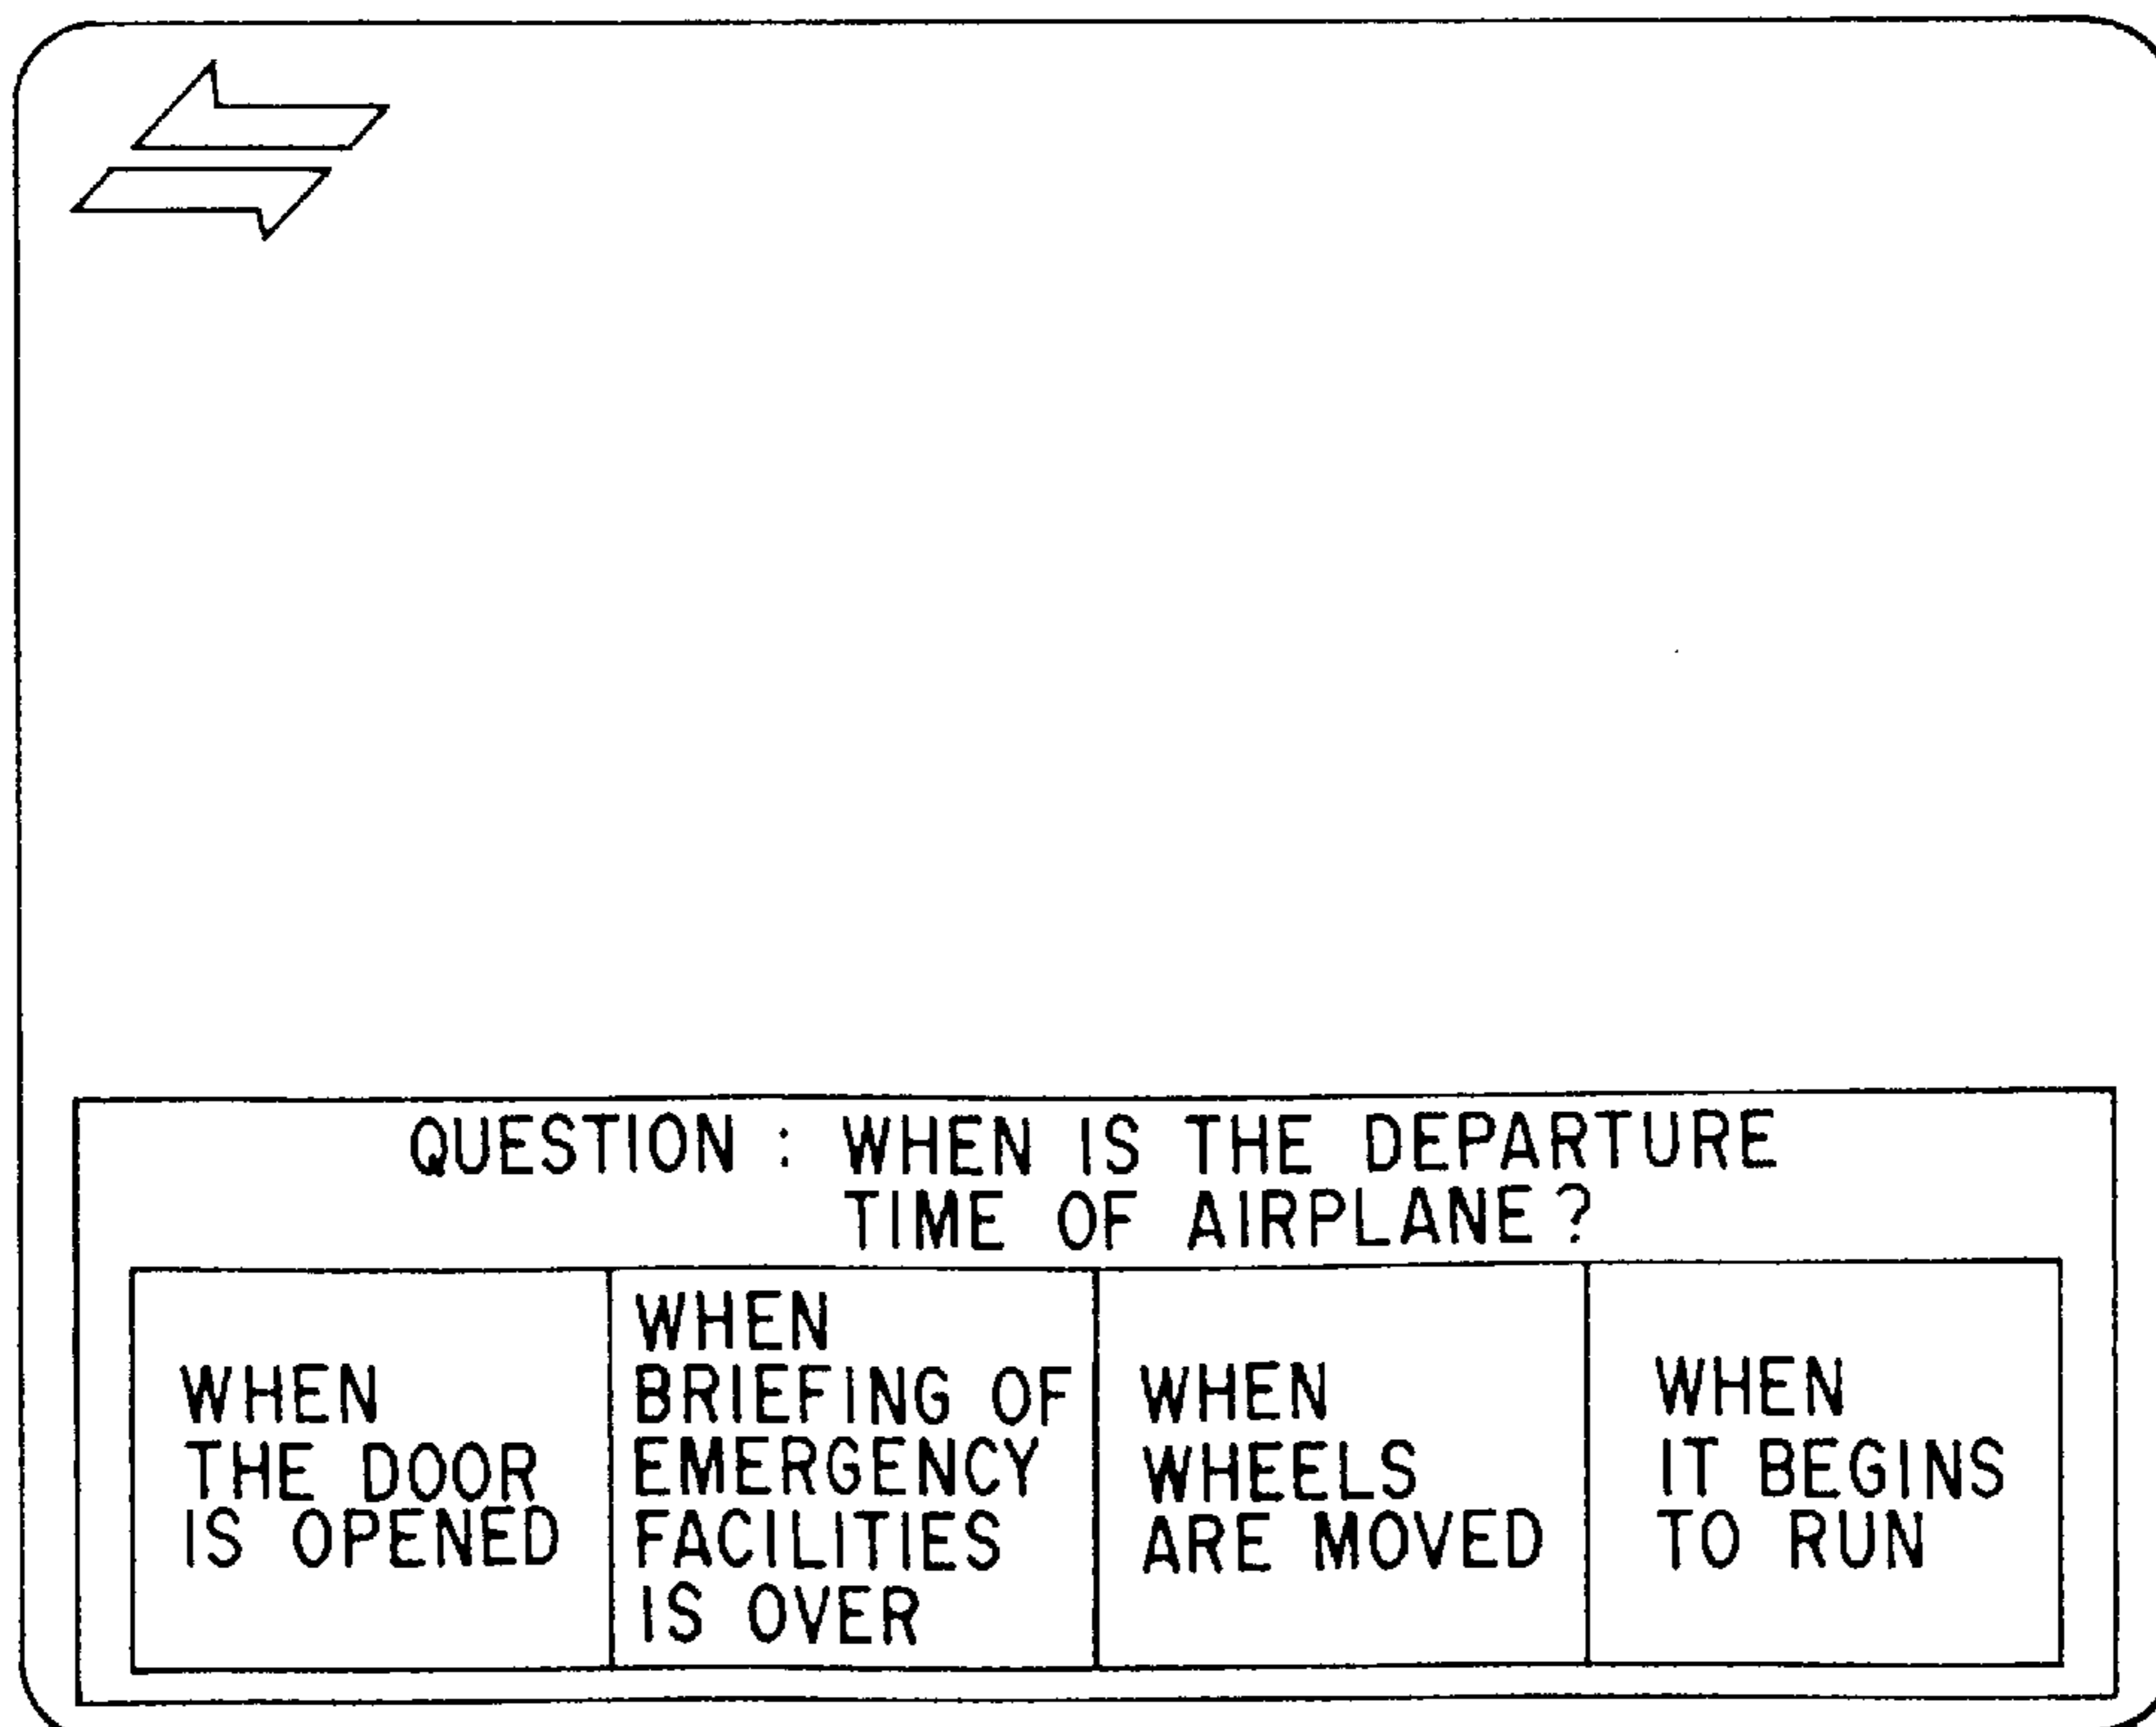 QUESTION : WHEN IS THE DEPARTURE
TIME OF AIRPLANE?
WHEN
THE DOOR
IS OPENED
WHEN
BRIEFING OF
EMERGENCY
FACILITIES
IS OVER
WHEN
WHEELS
ARE MOVED
WHEN
IT BEGINS
TO RUN